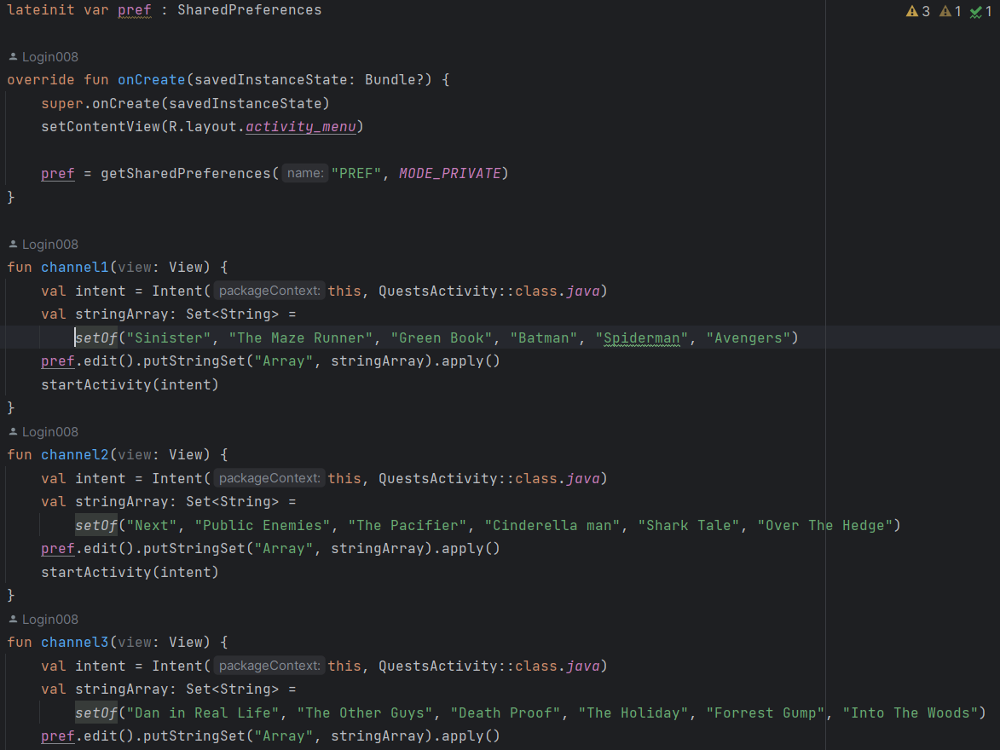 lateinit var pref : SharedPreferences
3 1 1
Login008
override fun onCreate(savedInstanceState: Bundle?) {
super.onCreate(savedInstanceState)
setContentView(R.layout.activity_menu)
pref = getSharedPreferences( name: "PREF", MODE_PRIVATE)
}
Login008
fun channel1(view: View) {
val intent = Intent( packageContext: this, QuestsActivity::class.java)
val stringArray: Set<String> =
setOf("Sinister", "The Maze Runner", "Green Book", "Batman", "Spiderman", "Avengers")
pref.edit().putStringSet("Array", stringArray).apply()
startActivity(intent)
}
Login008
fun channel2(view: View) {
val intent = Intent( packageContext: this, QuestsActivity::class.java)
val stringArray: Set<String> =
setOf("Next", "Public Enemies", "The Pacifier", "Cinderella man", "Shark Tale", "Over The Hedge")
pref.edit().putStringSet("Array", stringArray).apply()
startActivity(intent)
}
Login008
fun channel3(view: View) {
val intent = Intent( packageContext: this, QuestsActivity::class.java)
val stringArray: Set<String> =
setOf("Dan in Real Life", "The Other Guys", "Death Proof", "The Holiday", "Forrest Gump", "Into The Woods")
pref.edit().putStringSet("Array", stringArray).apply()